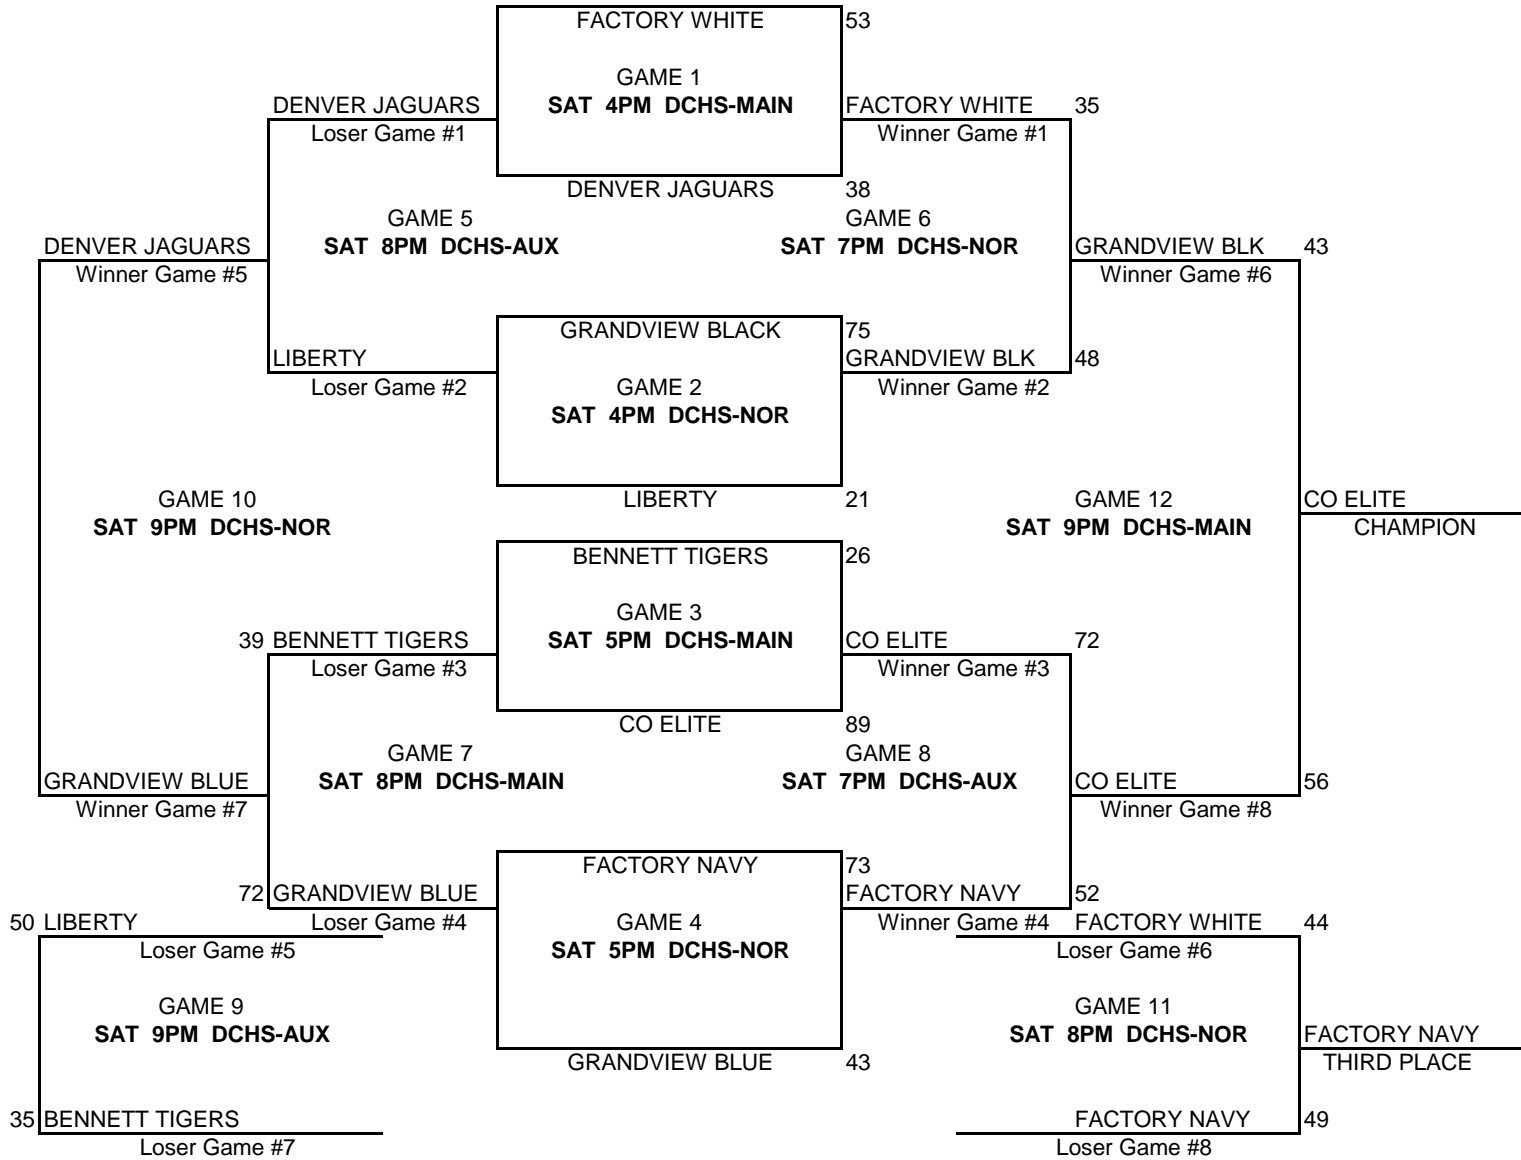 FACTORY WHITE 53
GAME 1
DENVER JAGUARS SAT 4PM DCHS-MAIN FACTORY WHITE 35
Loser Game #1 Winner Game #1
DENVER JAGUARS 38
GAME 5 GAME 6
DENVER JAGUARS SAT 8PM DCHS-AUX SAT 7PM DCHS-NOR GRANDVIEW BLK 43
Winner Game #5 Winner Game #6
GRANDVIEW BLACK 75
LIBERTY GRANDVIEW BLK 48
Loser Game #2 GAME 2 Winner Game #2
SAT 4PM DCHS-NOR
GAME 10 LIBERTY 21 GAME 12 CO ELITE
SAT 9PM DCHS-NOR SAT 9PM DCHS-MAIN CHAMPION
BENNETT TIGERS 26
GAME 3
39 BENNETT TIGERS SAT 5PM DCHS-MAIN CO ELITE 72
Loser Game #3 Winner Game #3
CO ELITE 89
GAME 7 GAME 8
GRANDVIEW BLUE SAT 8PM DCHS-MAIN SAT 7PM DCHS-AUX CO ELITE 56
Winner Game #7 Winner Game #8
FACTORY NAVY 73
72 GRANDVIEW BLUE FACTORY NAVY 52
50 LIBERTY Loser Game #4 GAME 4 Winner Game #4 FACTORY WHITE 44
Loser Game #5 SAT 5PM DCHS-NOR Loser Game #6
GAME 9 GAME 11
SAT 9PM DCHS-AUX SAT 8PM DCHS-NOR FACTORY NAVY
GRANDVIEW BLUE 43 THIRD PLACE
35 BENNETT TIGERS FACTORY NAVY 49
Loser Game #7 Loser Game #8